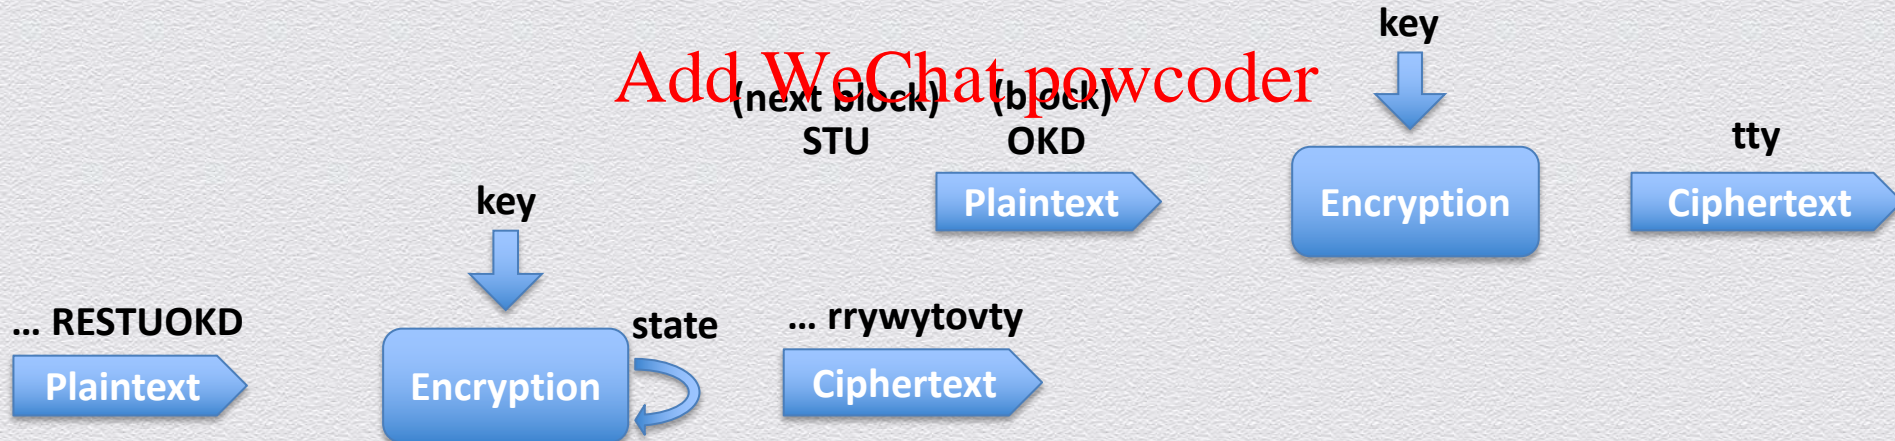 key
Add WeChat powcoder
(next block) (block)
STU OKD
tty
Plaintext Encryption Ciphertext
key
... RESTUOKD
state
... rrywytovty
Plaintext Encryption Ciphertext